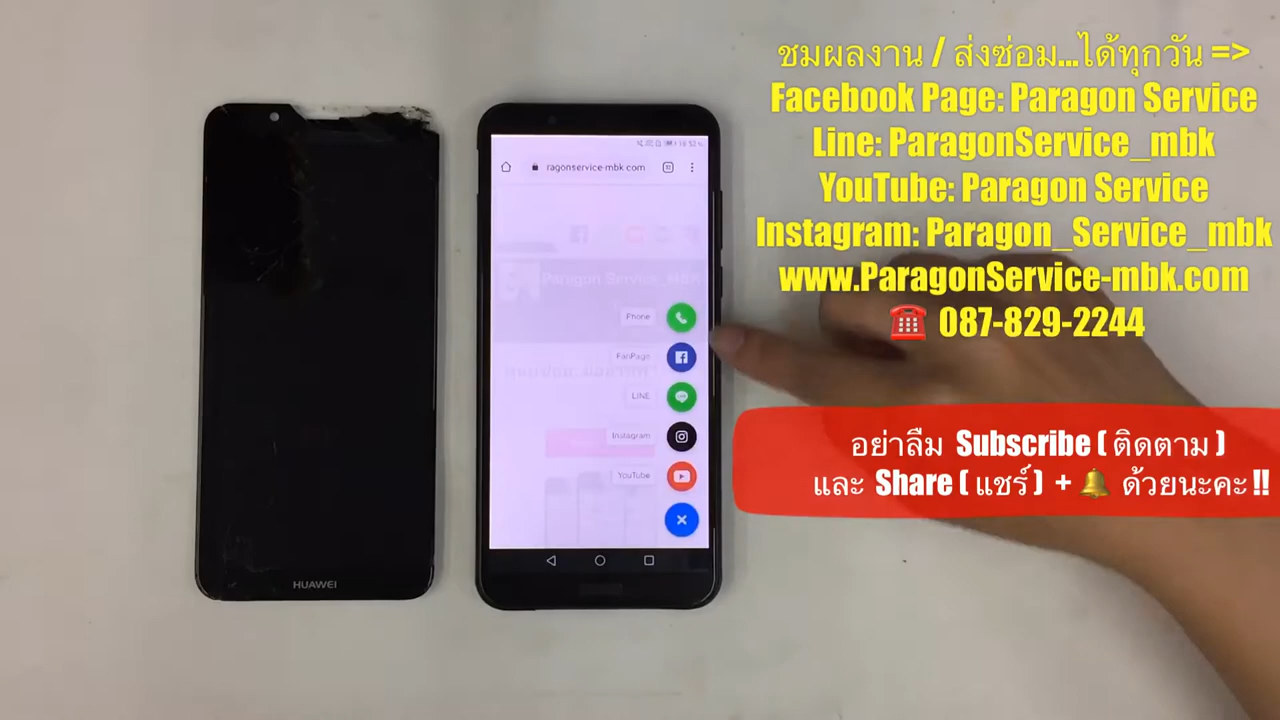 ชมผลงาน / ส่งซ่อม...ได้ทุกวัน =>
Facebook Page: Paragon Service
Line: ParagonService_mbk
YouTube: Paragon Service
Instagram: Paragon_Service_mbk
www.ParagonService-mbk.com
☎️ 087-829-2244
อย่าลืม Subscribe ( ติดตาม )
และ Share ( แชร์ ) + 🔔 ด้วยนะคะ !!
ragonservice-mbk.com
Paragon Service_MBK
Phone
FanPage
LINE
Instagram
YouTube
HUAWEI